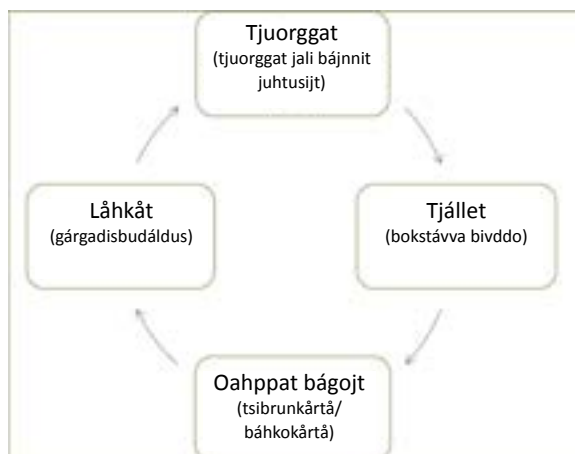 Tjuorggat
(tjuorggat jali bájnnit
juhtusijt)
Låhkåt
(gárgadisbudáldus)
Tjállet
(bokstávva bivddo)
Oahppat bágojt
(tsibrunkårtå/
báhkokårtå)